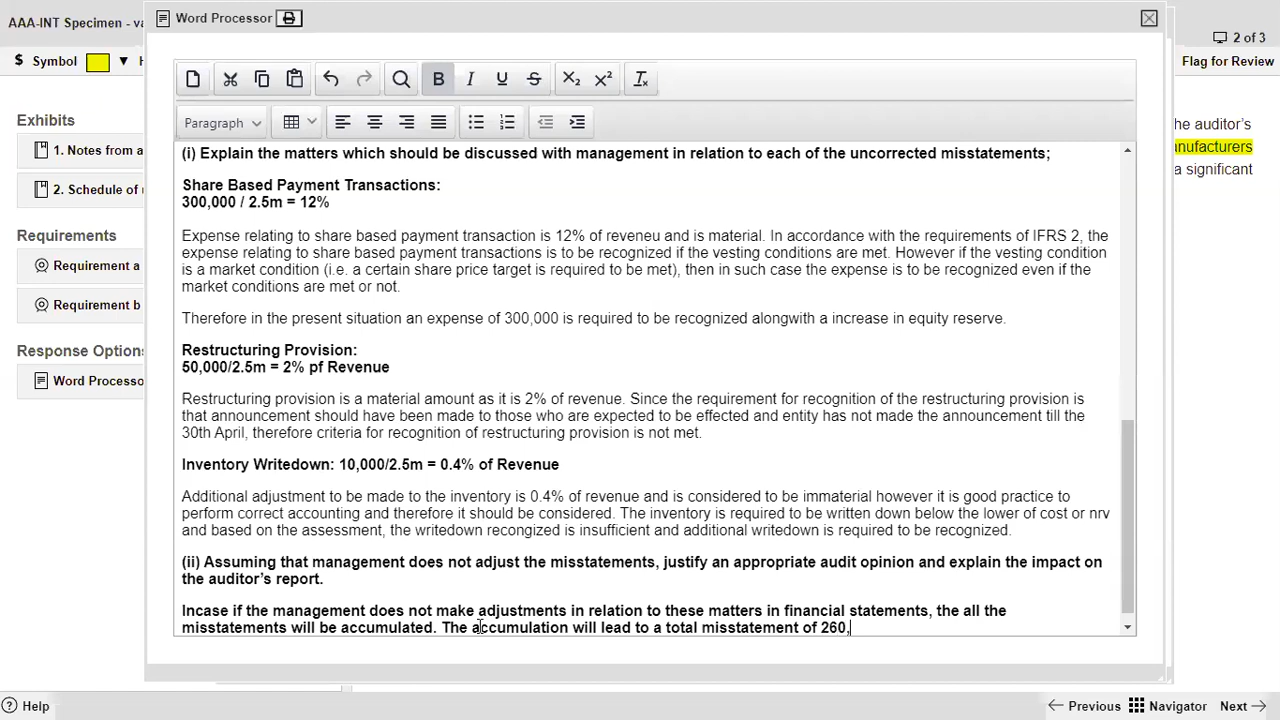 AAA-INT Specimen - va
Word Processor
2 of 3
$ Symbol
Flag for Review
Paragraph
Exhibits
1. Notes from a
2. Schedule of
Requirements
Requirement a
Requirement b
Response Option
Word Processo
he auditor's
anufacturers
a significant
(i) Explain the matters which should be discussed with management in relation to each of the uncorrected misstatements;
Share Based Payment Transactions:
300,000 / 2.5m = 12%
Expense relating to share based payment transaction is 12% of reveneu and is material. In accordance with the requirements of IFRS 2, the
expense relating to share based payment transactions is to be recognized if the vesting conditions are met. However if the vesting condition
is a market condition (i.e. a certain share price target is required to be met), then in such case the expense is to be recognized even if the
market conditions are met or not.
Therefore in the present situation an expense of 300,000 is required to be recognized alongwith a increase in equity reserve.
Restructuring Provision:
50,000/2.5m = 2% pf Revenue
Restructuring provision is a material amount as it is 2% of revenue. Since the requirement for recognition of the restructuring provision is
that announcement should have been made to those who are expected to be effected and entity has not made the announcement till the
30th April, therefore criteria for recognition of restructuring provision is not met.
Inventory Writedown: 10,000/2.5m = 0.4% of Revenue
Additional adjustment to be made to the inventory is 0.4% of revenue and is considered to be immaterial however it is good practice to
perform correct accounting and therefore it should be considered. The inventory is required to be written down below the lower of cost or nrv
and based on the assessment, the writedown recongized is insufficient and additional writedown is required to be recognized.
(ii) Assuming that management does not adjust the misstatements, justify an appropriate audit opinion and explain the impact on
the auditor's report.
Incase if the management does not make adjustments in relation to these matters in financial statements, the all the
misstatements will be accumulated. The accumulation will lead to a total misstatement of 260,
Help
Previous
Navigator
Next